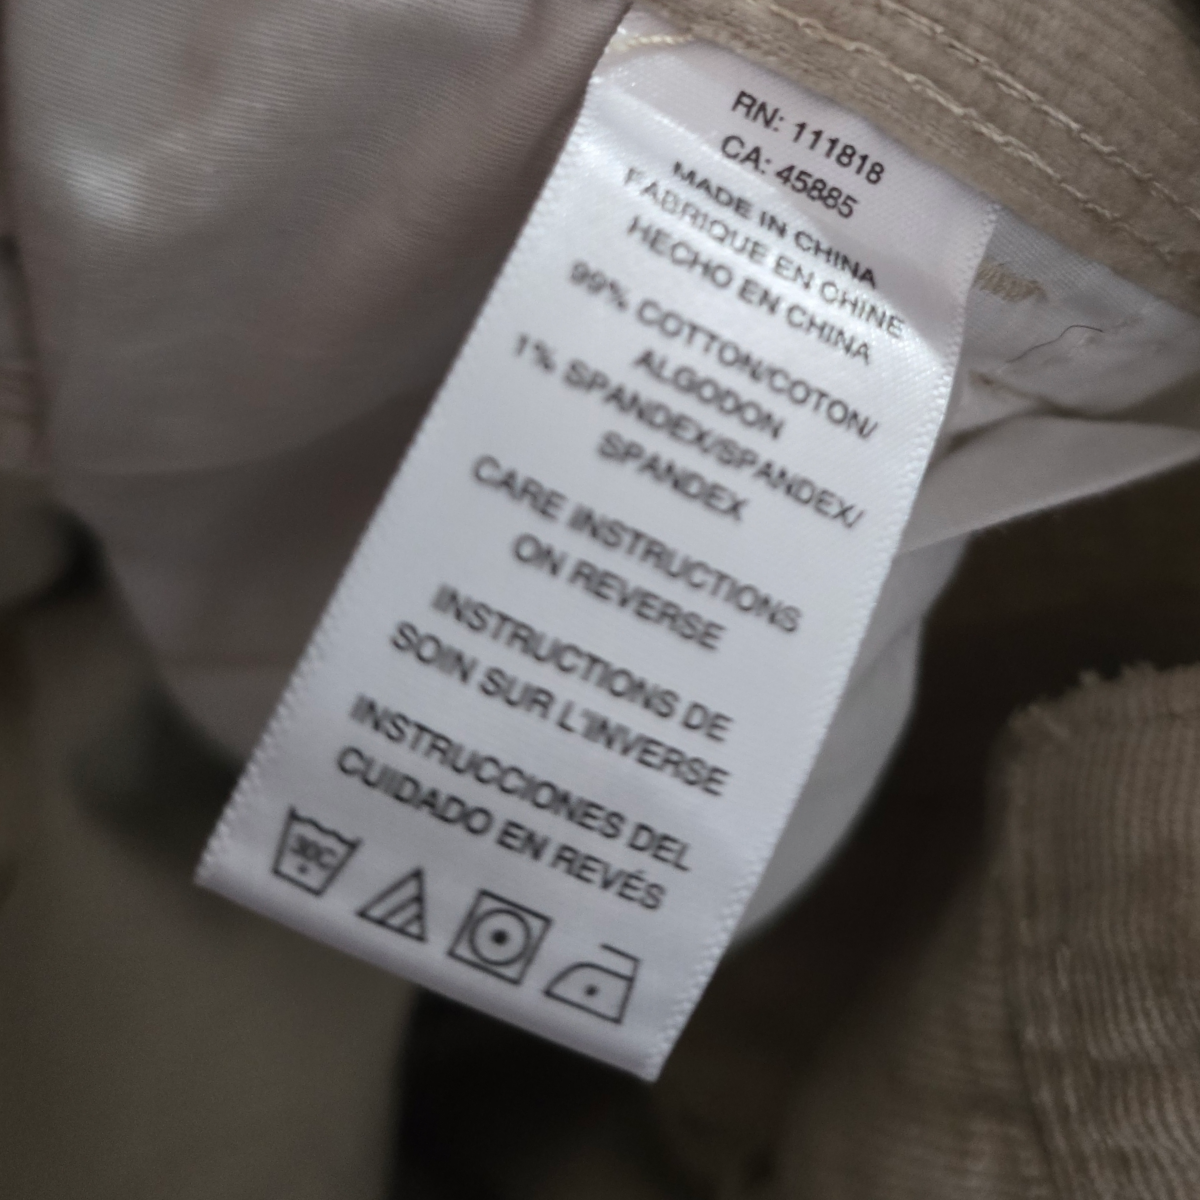 RN: 111818
CA: 45885
MADE IN CHINA
FABRIQUE EN CHINE
HECHO EN CHINA
99% COTTON/COTON/
ALGODON
1% SPANDEX/SPANDEX/
SPANDEX
CARE INSTRUCTIONS
ON REVERSE
INSTRUCTIONS DE
SOIN SUR L'INVERSE
INSTRUCCIONES DEL
CUIDADO EN REVÉS
30C